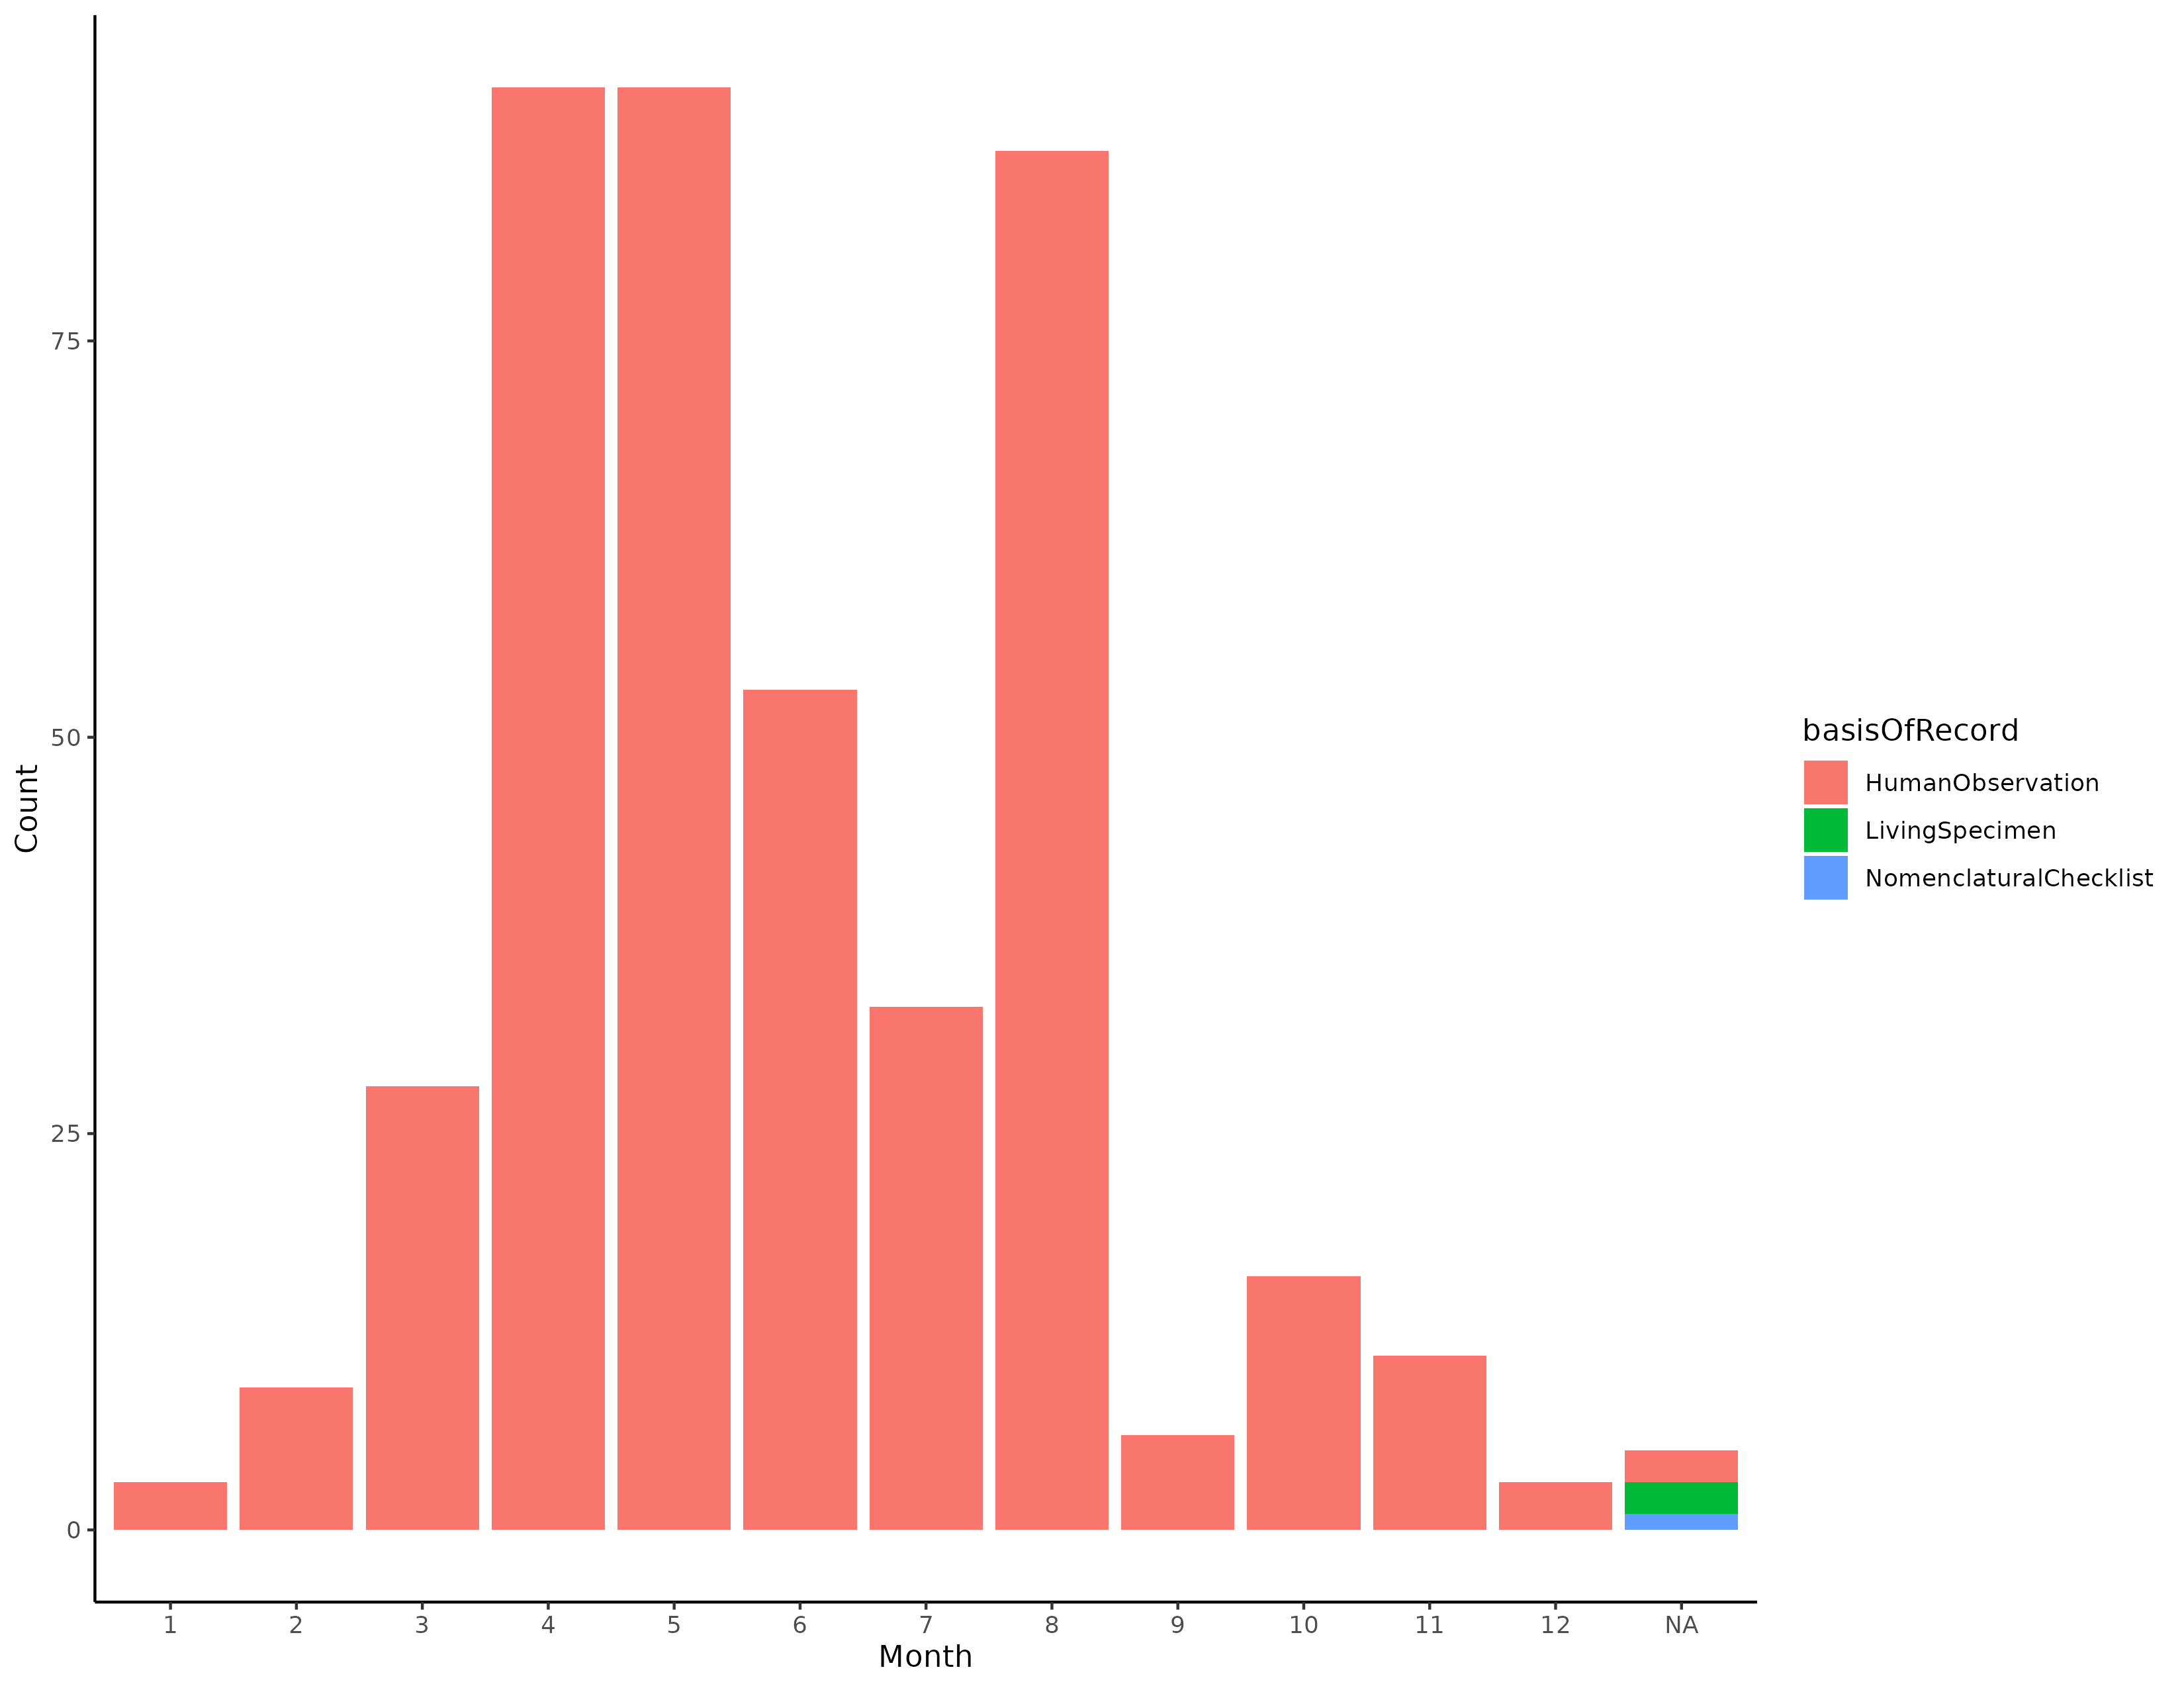 75
50
25
0
Count
1 2 3 4 5 6 7 8 9 10 11 12 NA
Month
basisOfRecord
HumanObservation
LivingSpecimen
NomenclaturalChecklist